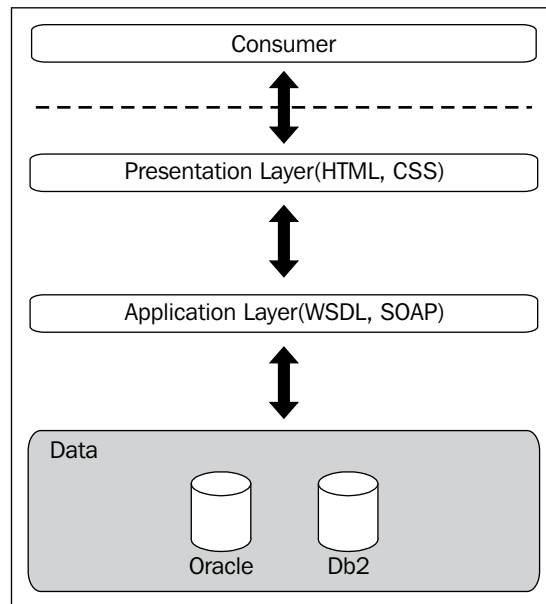 Consumer
Presentation Layer(HTML, CSS)
Application Layer(WSDL, SOAP)
Data
Oracle
Db2